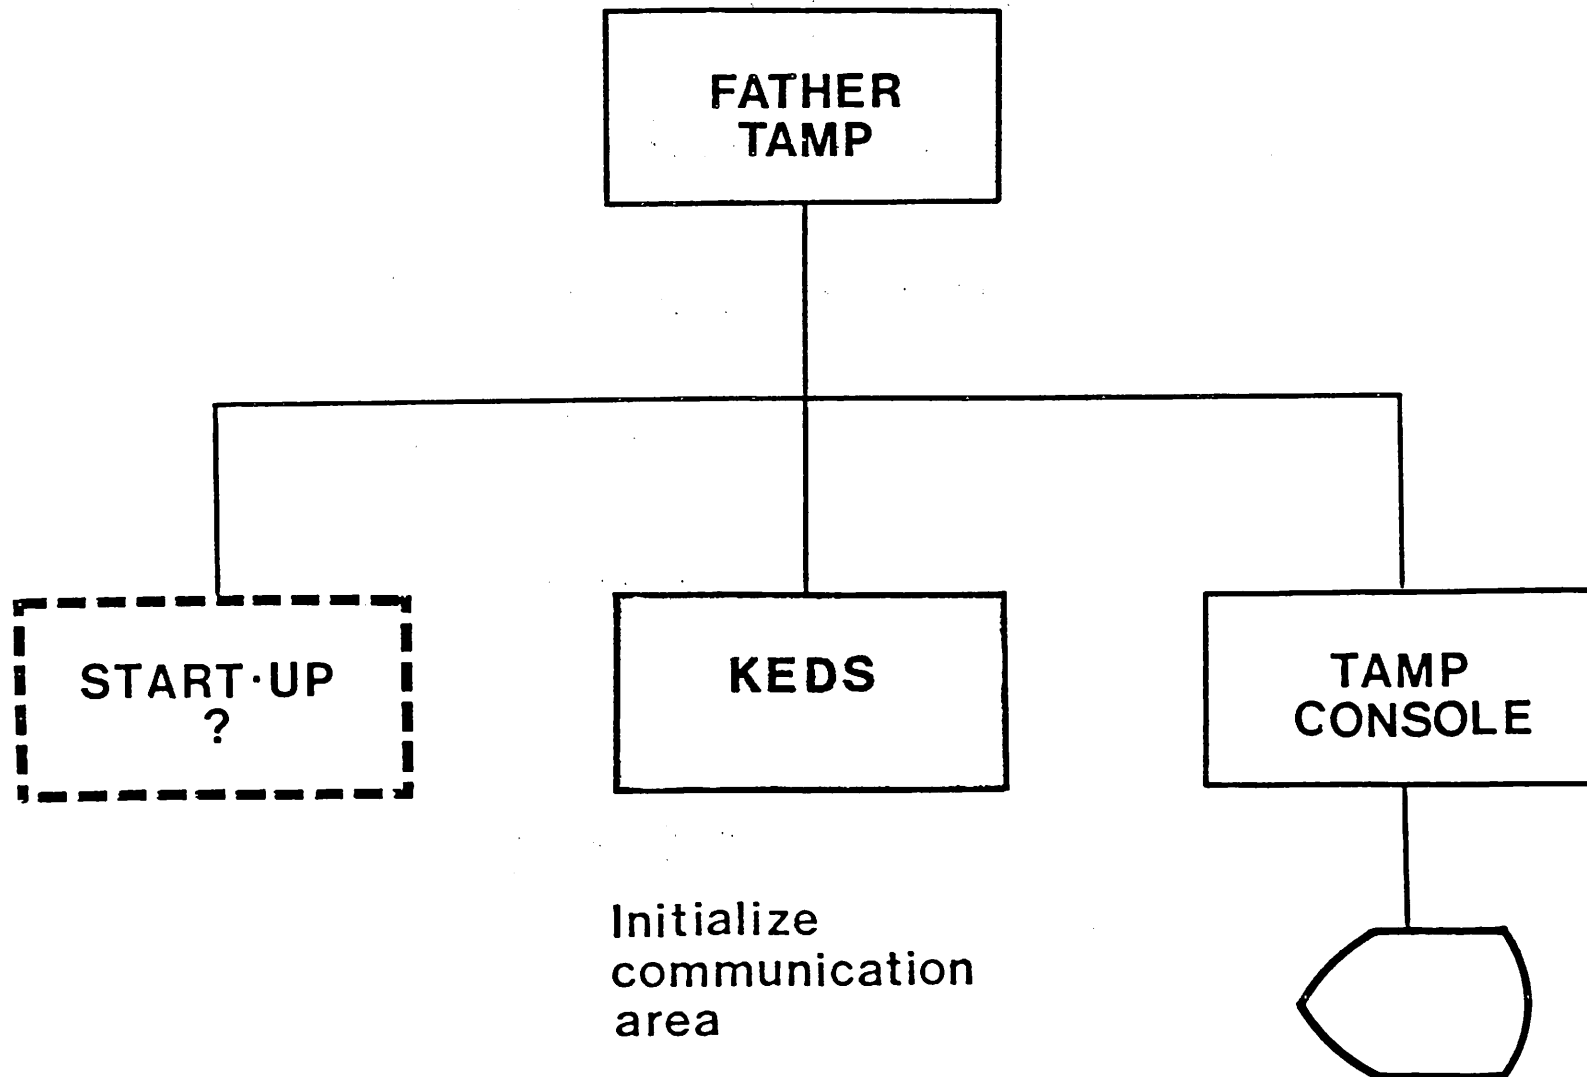 FATHER
TAMP
START·UP
?
KEDS
TAMP
CONSOLE
Initialize
communication
area